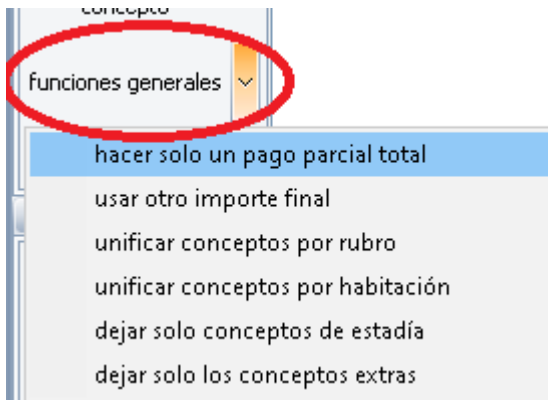 concepto
funciones generales
hacer solo un pago parcial total
usar otro importe final
unificar conceptos por rubro
unificar conceptos por habitación
dejar solo conceptos de estadía
dejar solo los conceptos extras